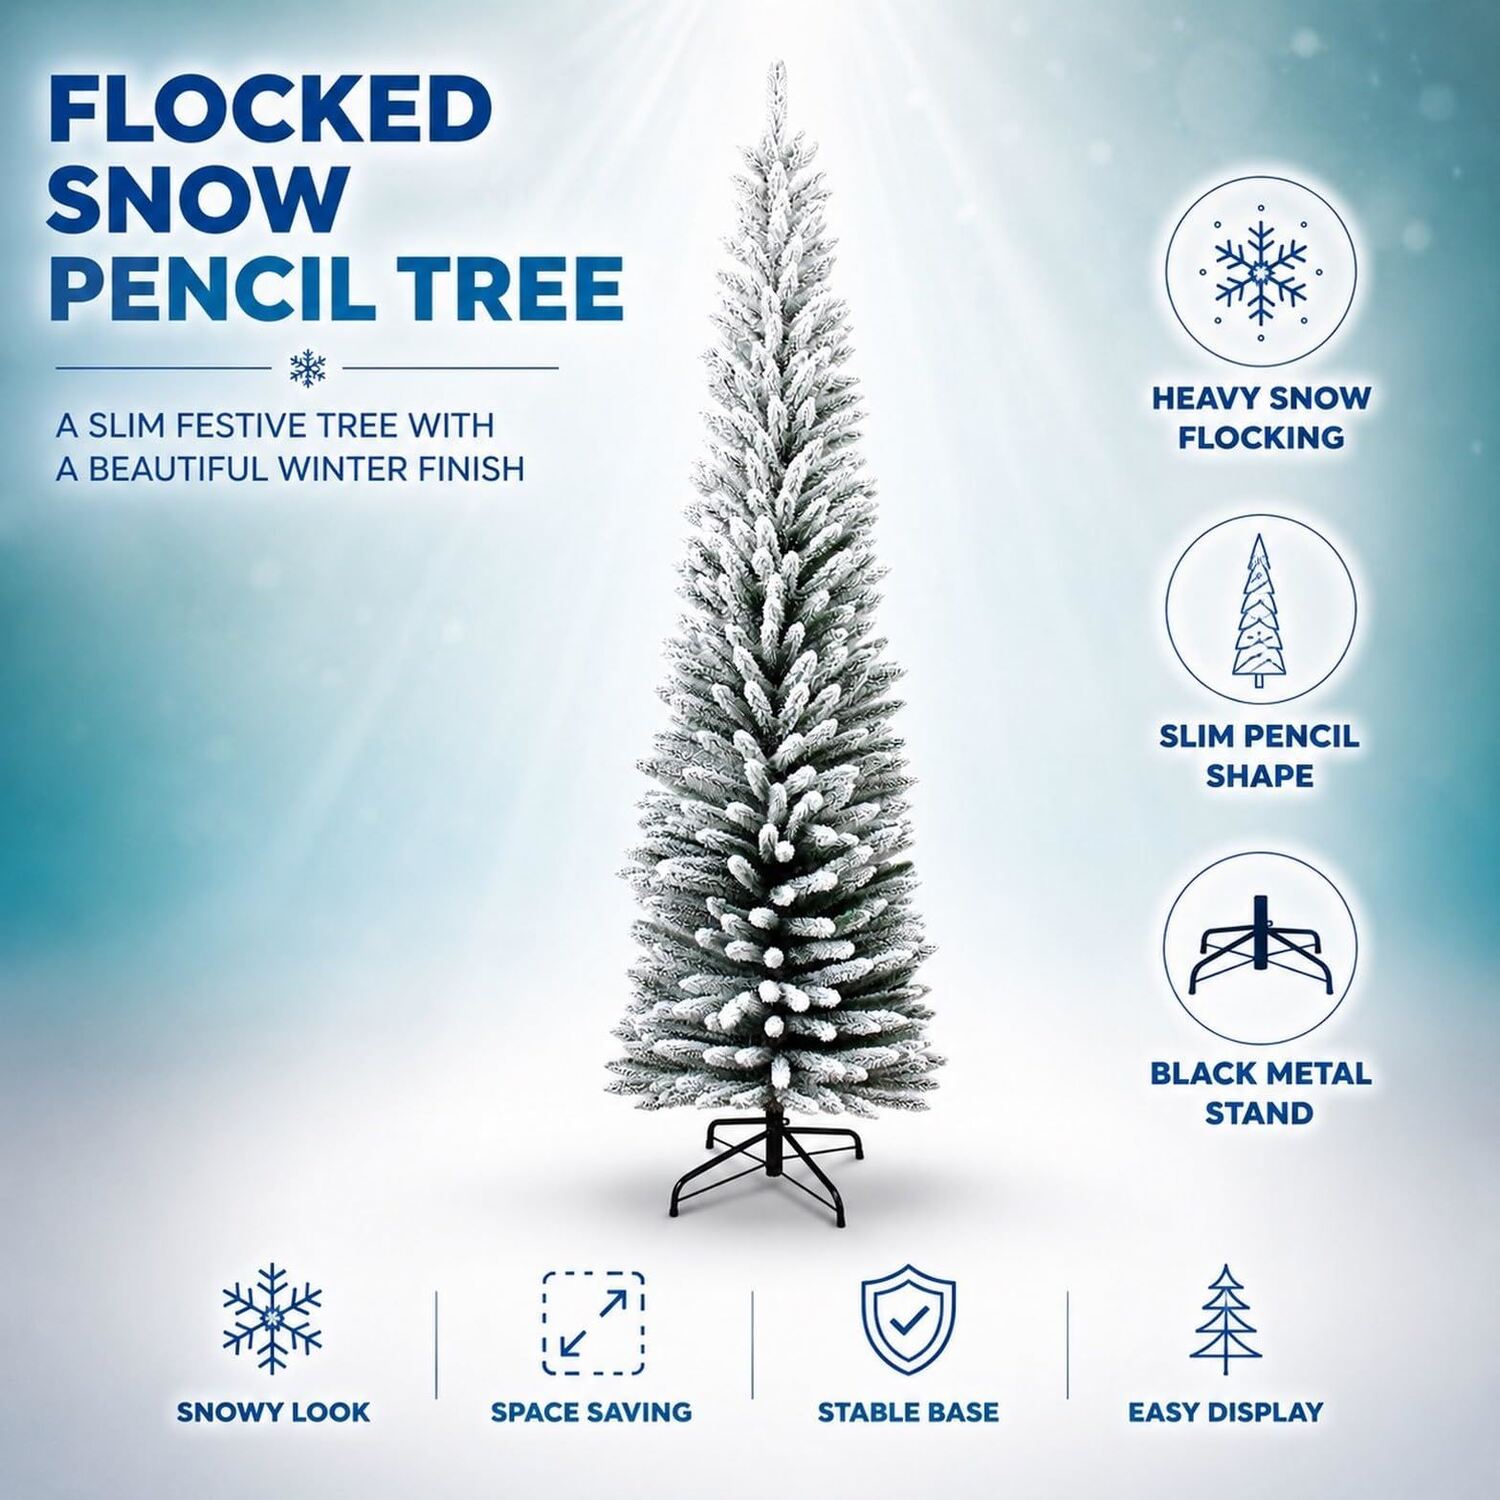 FLOCKED
SNOW
PENCIL TREE
A SLIM FESTIVE TREE WITH
A BEAUTIFUL WINTER FINISH
HEAVY SNOW
FLOCKING
SLIM PENCIL
SHAPE
BLACK METAL
STAND
SNOWY LOOK
SPACE SAVING
STABLE BASE
EASY DISPLAY